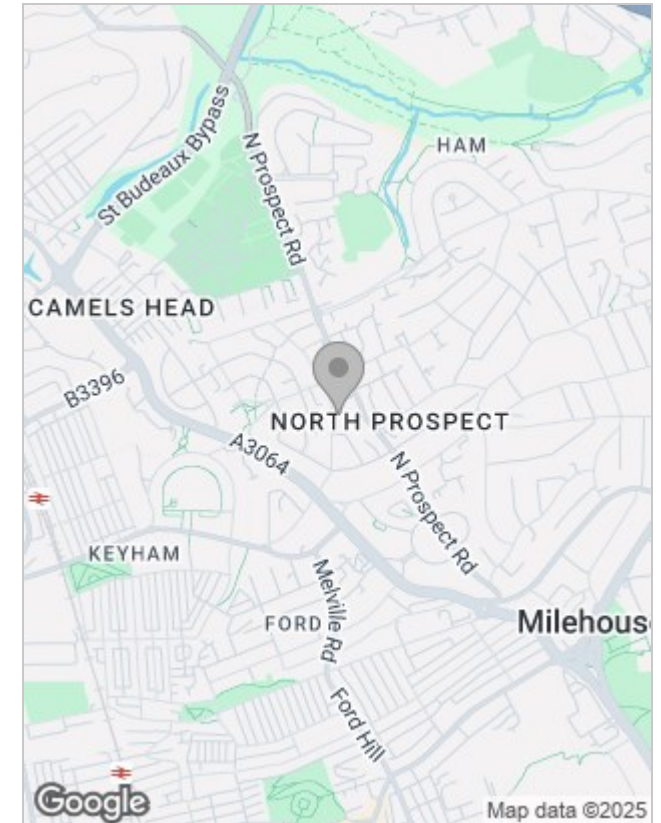 St Budeaux Bypass
N Prospect Rd
HAM
CAMELS HEAD
B3396
NORTH PROSPECT
A3064
N Prospect Rd
KEYHAM
Melville Rd
FORD
Milehous
Ford Hill
Google
Map data ©2025